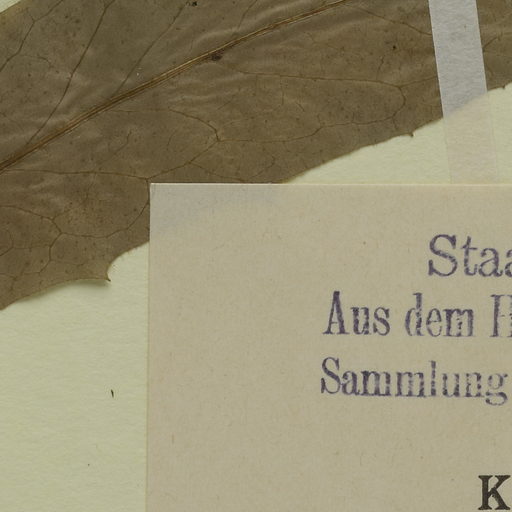 Staa
Aus dem H
Sammlung
K